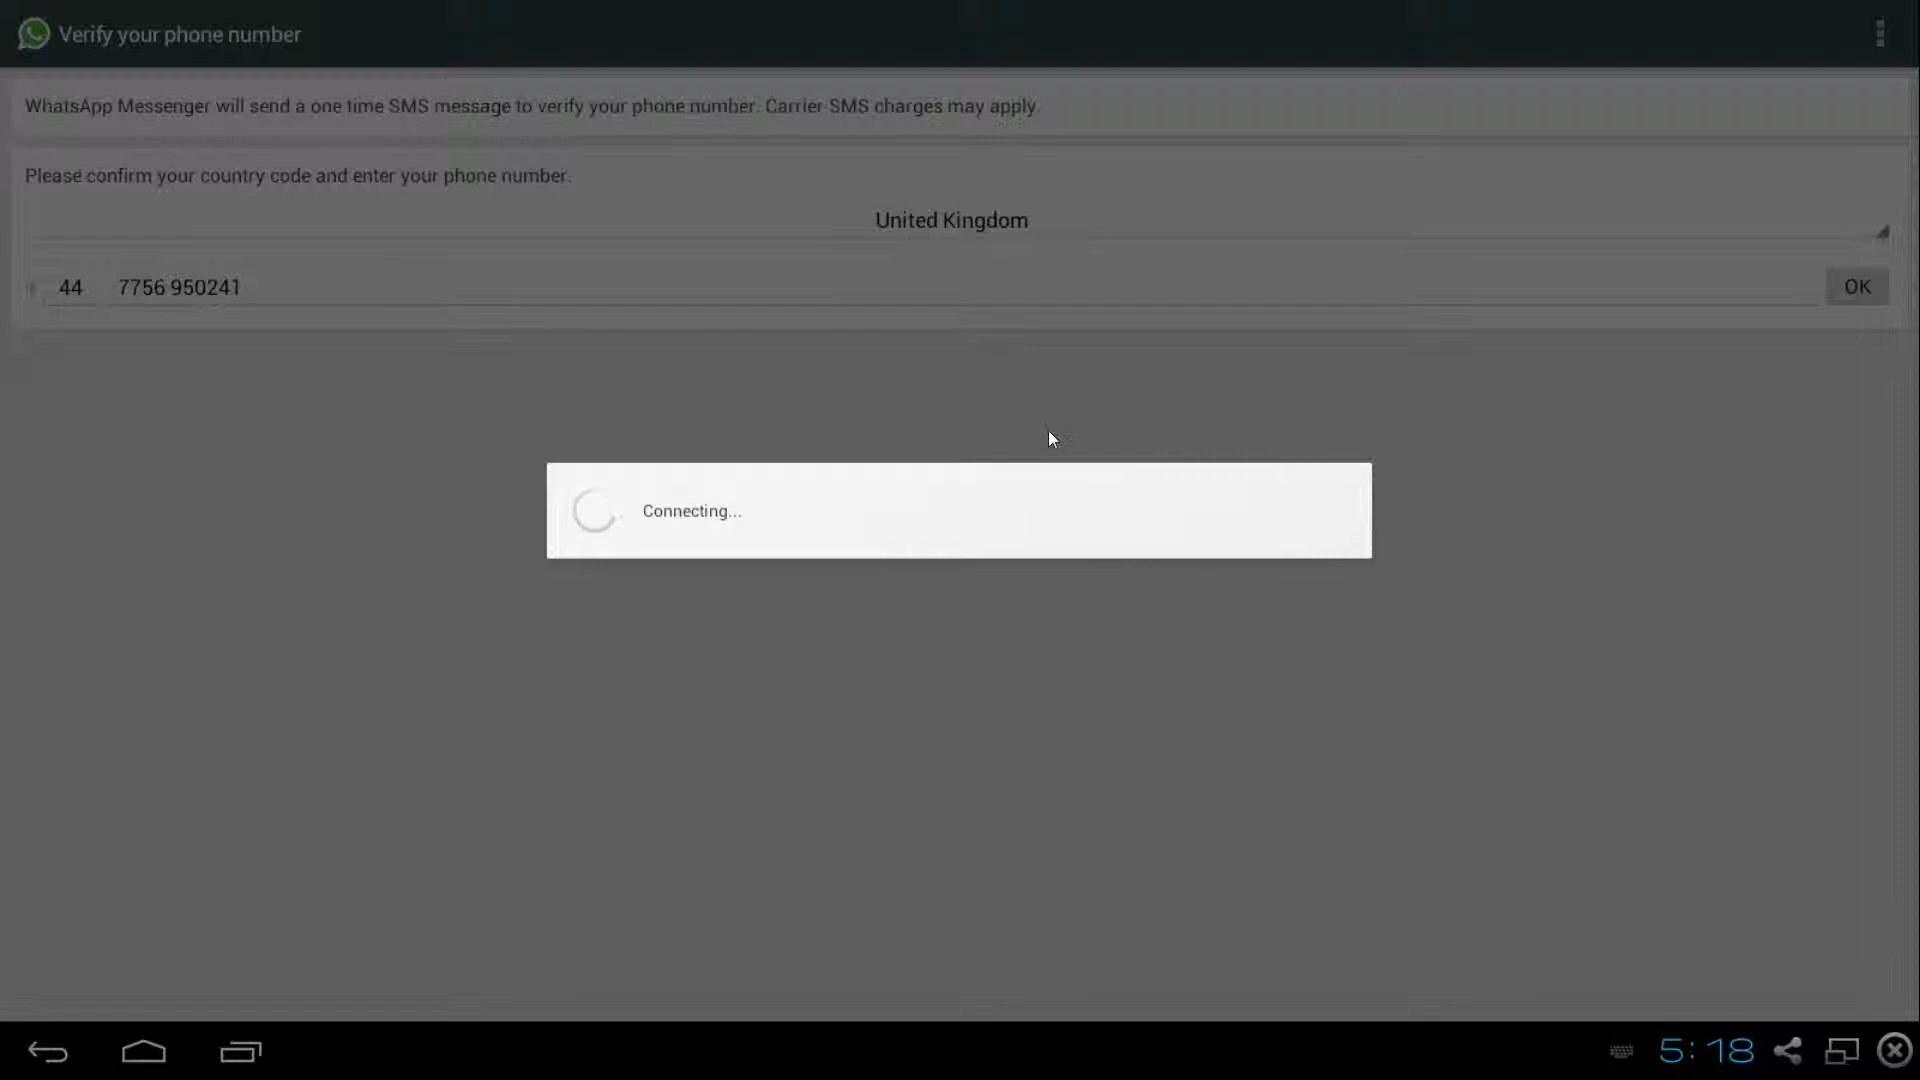 Verify your phone number
WhatsApp Messenger will send a one time SMS message to verify your phone number. Carrier SMS charges may apply.
Please confirm your country code and enter your phone number.
United Kingdom
+ 44 7756 950241 OK
Connecting...
5:18